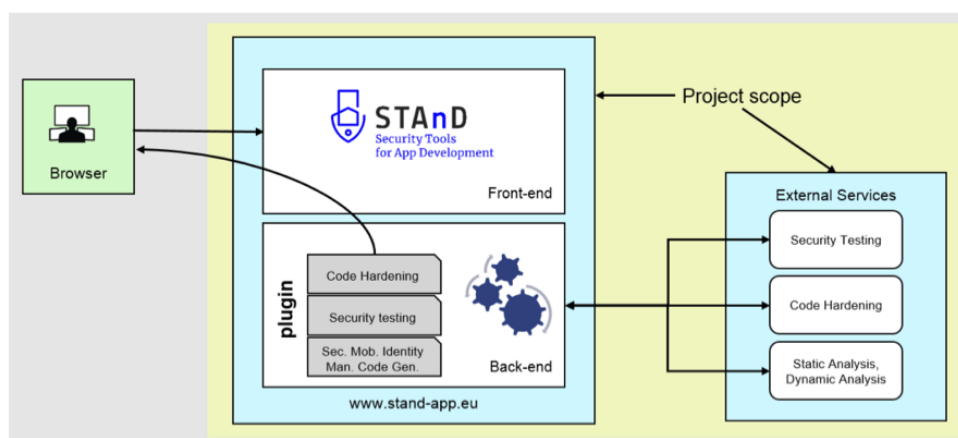 Browser
STAnD
Security Tools
for App Development
Front-end
plugin
Code Hardening
Security testing
Sec. Mob. Identity
Man. Code Gen.
Back-end
www.stand-app.eu
Project scope
External Services
Security Testing
Code Hardening
Static Analysis,
Dynamic Analysis